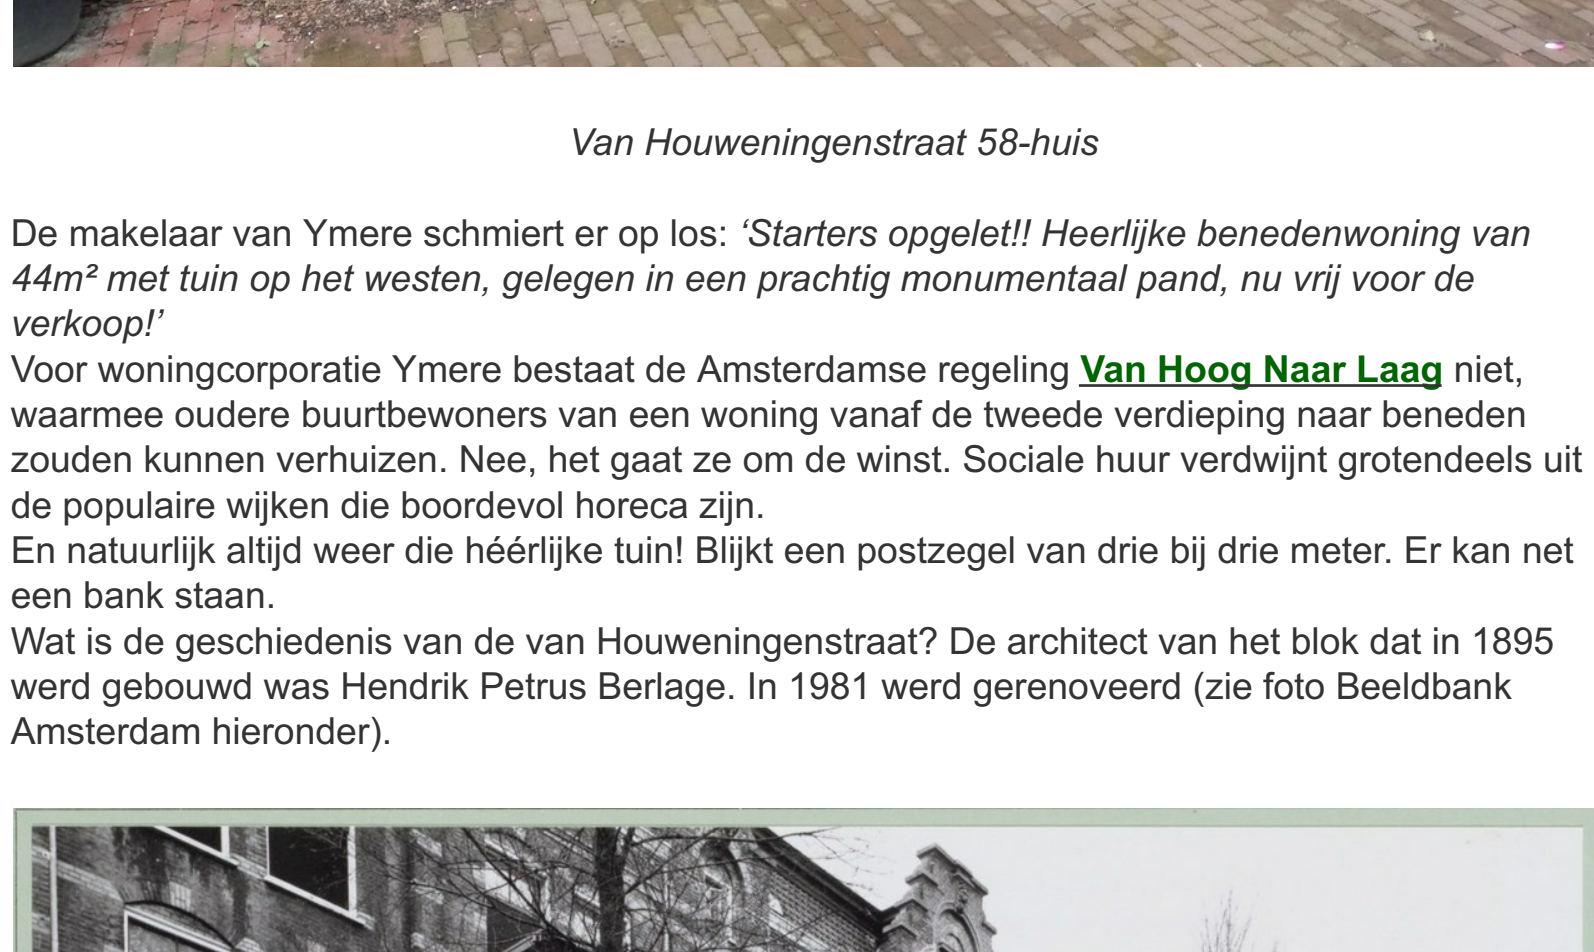 Van Houweningenstraat 58-huis
De makelaar van Ymere schmiert er op los: ‘Starters opgelet!! Heerlijke benedenwoning van
44m² met tuin op het westen, gelegen in een prachtig monumentaal pand, nu vrij voor de
verkoop!’
Voor woningcorporatie Ymere bestaat de Amsterdamse regeling Van Hoog Naar Laag niet,
waarmee oudere buurtbewoners van een woning vanaf de tweede verdieping naar beneden
zouden kunnen verhuizen. Nee, het gaat ze om de winst. Sociale huur verdwijnt grotendeels uit
de populaire wijken die boordevol horeca zijn.
En natuurlijk altijd weer die héérlijke tuin! Blijkt een postzegel van drie bij drie meter. Er kan net
een bank staan.
Wat is de geschiedenis van de van Houweningenstraat? De architect van het blok dat in 1895
werd gebouwd was Hendrik Petrus Berlage. In 1981 werd gerenoveerd (zie foto Beeldbank
Amsterdam hieronder).